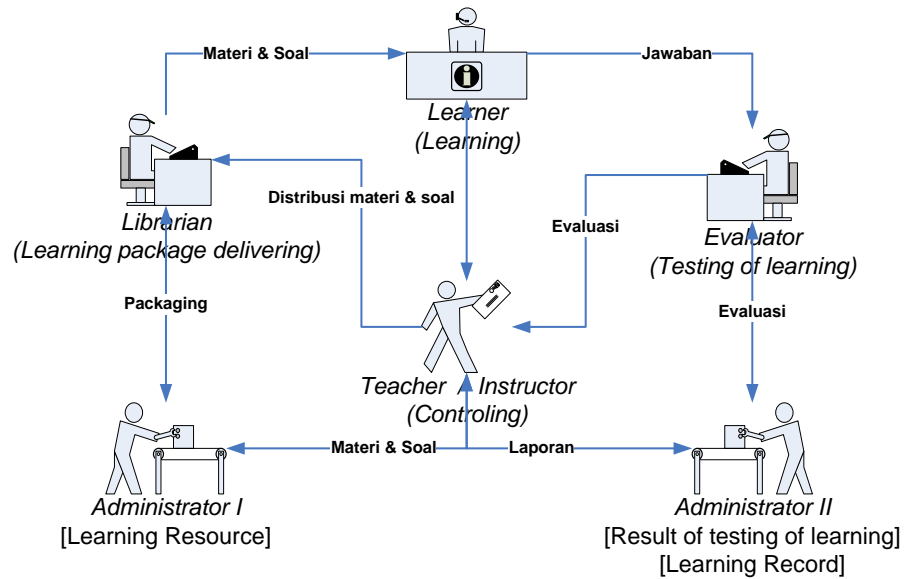 Materi & Soal
Jawaban
Learner
(Learning)
Distribusi materi & soal
Librarian
(Learning package delivering)
Evaluasi
Evaluator
(Testing of learning)
Packaging
Evaluasi
Teacher / Instructor
(Controling)
Materi & Soal
Laporan
Administrator I
[Learning Resource]
Administrator II
[Result of testing of learning]
[Learning Record]